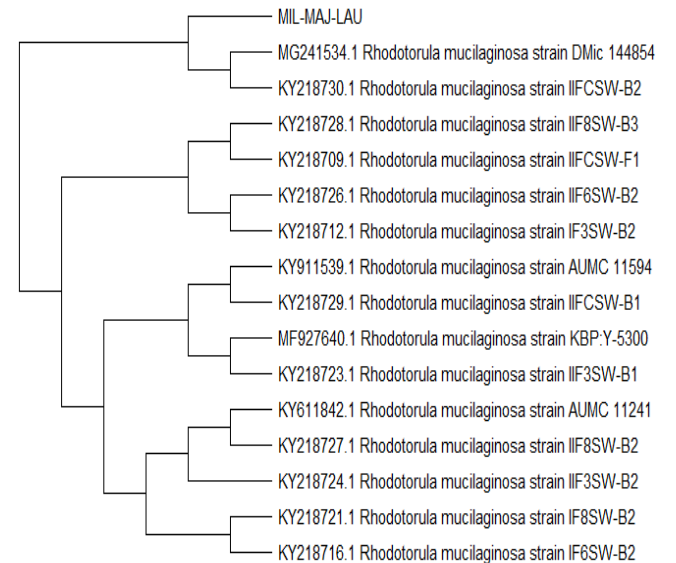 MIL-MAJ-LAU
MG241534.1 Rhodotorula mucilaginosa strain DMic 144854
KY218730.1 Rhodotorula mucilaginosa strain IIFCSW-B2
KY218728.1 Rhodotorula mucilaginosa strain IIF8SW-B3
KY218709.1 Rhodotorula mucilaginosa strain IIFCSW-F1
KY218726.1 Rhodotorula mucilaginosa strain IIF6SW-B2
KY218712.1 Rhodotorula mucilaginosa strain IF3SW-B2
KY911539.1 Rhodotorula mucilaginosa strain AUMC 11594
KY218729.1 Rhodotorula mucilaginosa strain IIFCSW-B1
MF927640.1 Rhodotorula mucilaginosa strain KBP:Y-5300
KY218723.1 Rhodotorula mucilaginosa strain IIF3SW-B1
KY611842.1 Rhodotorula mucilaginosa strain AUMC 11241
KY218727.1 Rhodotorula mucilaginosa strain IIF8SW-B2
KY218724.1 Rhodotorula mucilaginosa strain IIF3SW-B2
KY218721.1 Rhodotorula mucilaginosa strain IF8SW-B2
KY218716.1 Rhodotorula mucilaginosa strain IF6SW-B2